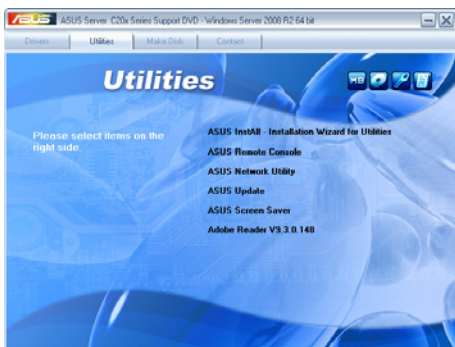 ASUS ASUS Server C20x Series Support DVD - Windows Server 2008 R2 64 bit
Drivers Utilities Make Disk Contact
Utilities
MB
Please select items on the
right side.
ASUS InstAll - Installation Wizard for Utilities
ASUS Remote Console
ASUS Network Utility
ASUS Update
ASUS Screen Saver
Adobe Reader V9.3.0.148